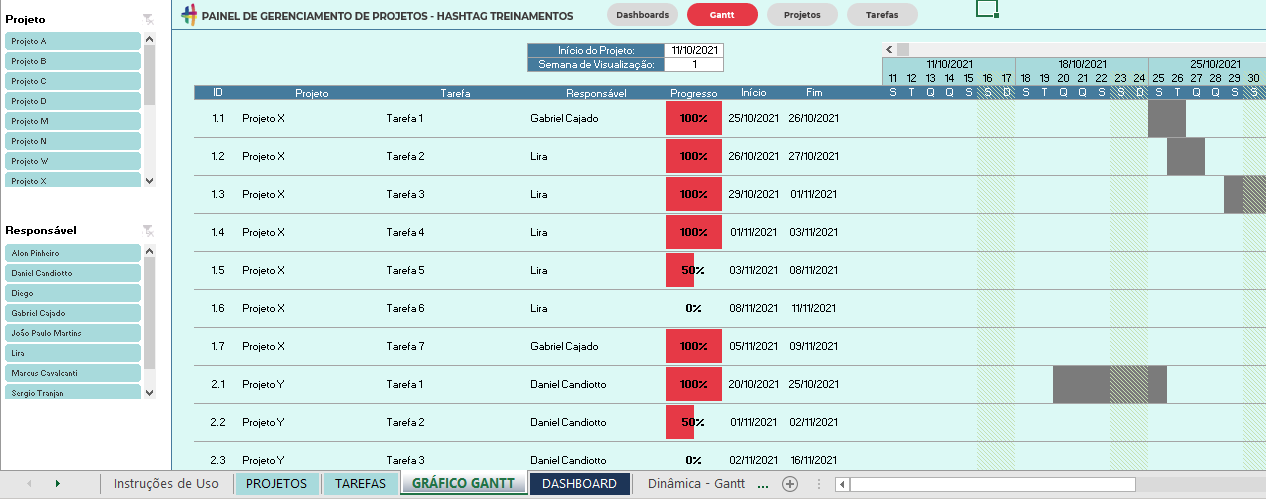 Projeto
Projeto A
Projeto B
Projeto C
Projeto D
Projeto M
Projeto N
Projeto W
Projeto X
Responsável
Alon Pinheiro
Daniel Candiotto
Diego
Gabriel Cajado
João Paulo Martins
Lira
Marcus Cavalcanti
Sergio Tranjan
PAINEL DE GERENCIAMENTO DE PROJETOS - HASHTAG TREINAMENTOS
Dashboards Gantt Projetos Tarefas
Início do Projeto: 11/10/2021
Semana de Visualização: 1
11/10/2021 18/10/2021 25/10/2021
11 12 13 14 15 16 17 18 19 20 21 22 23 24 25 26 27 28 29 30
S T Q Q S S D S T Q Q S S D S T Q Q S S
ID Projeto Tarefa Responsável Progresso Início Fim
1.1 Projeto X Tarefa 1 Gabriel Cajado 100% 25/10/2021 26/10/2021
1.2 Projeto X Tarefa 2 Lira 100% 26/10/2021 27/10/2021
1.3 Projeto X Tarefa 3 Lira 100% 29/10/2021 01/11/2021
1.4 Projeto X Tarefa 4 Lira 100% 01/11/2021 03/11/2021
1.5 Projeto X Tarefa 5 Lira 50% 03/11/2021 08/11/2021
1.6 Projeto X Tarefa 6 Lira 0% 08/11/2021 11/11/2021
1.7 Projeto X Tarefa 7 Gabriel Cajado 100% 05/11/2021 09/11/2021
2.1 Projeto Y Tarefa 1 Daniel Candiotto 100% 20/10/2021 25/10/2021
2.2 Projeto Y Tarefa 2 Daniel Candiotto 50% 01/11/2021 02/11/2021
2.3 Projeto Y Tarefa 3 Daniel Candiotto 0% 02/11/2021 16/11/2021
Instruções de Uso PROJETOS TAREFAS GRÁFICO GANTT DASHBOARD Dinâmica - Gantt ...